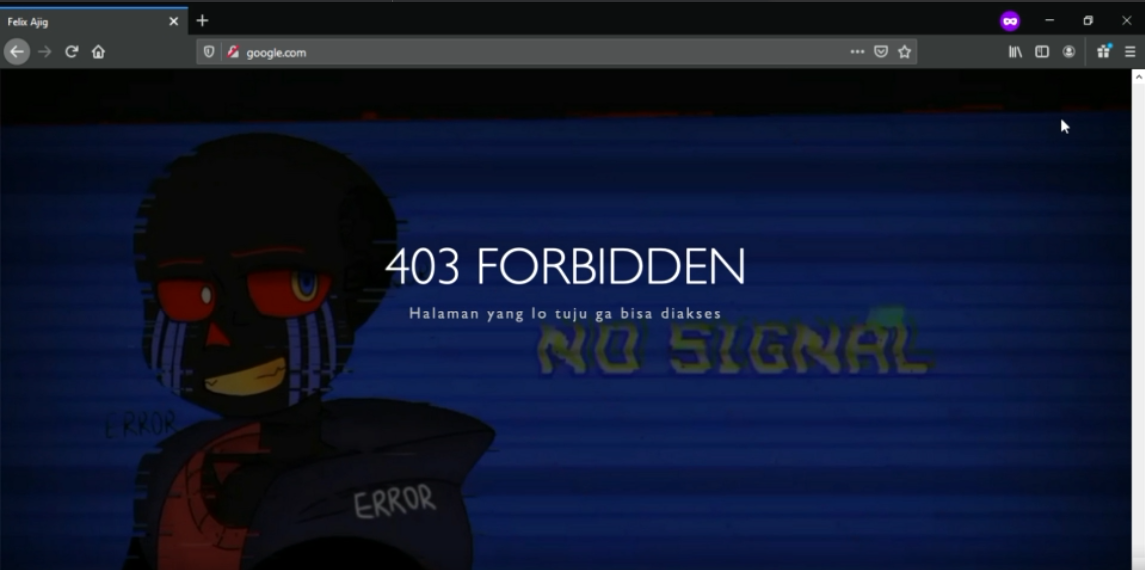 Felix Ajig
google.com
403 FORBIDDEN
Halaman yang lo tuju ga bisa diakses
NO SIGNAL
ERROR
ERROR